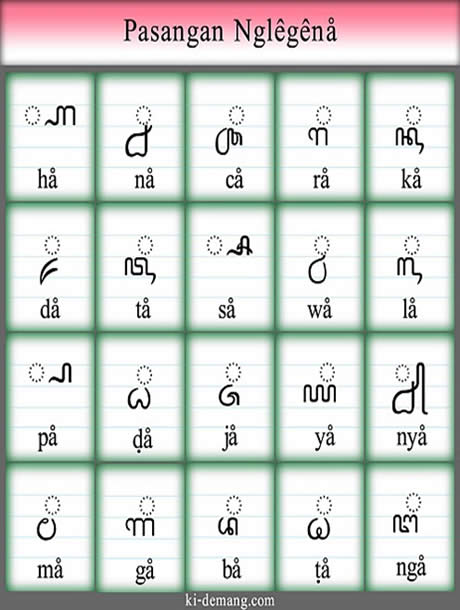 Pasangan Nglêgênå
◌꧀ꦲ ◌꧀ꦤ ◌꧀ꦕ ◌꧀ꦫ ◌꧀ꦏ
hå nå cå rå kå
◌꧀ꦢ ◌꧀ꦠ ◌꧀ꦱ ◌꧀ꦮ ◌꧀ꦭ
då tå så wå lå
◌꧀ꦥ ◌꧀ꦝ ◌꧀ꦗ ◌꧀ꦪ ◌꧀ꦚ
på ḍå jå yå nyå
◌꧀ꦩ ◌꧀ꦒ ◌꧀ꦧ ◌꧀ꦛ ◌꧀ꦔ
må gå bå ṭå ngå
ki-demang.com